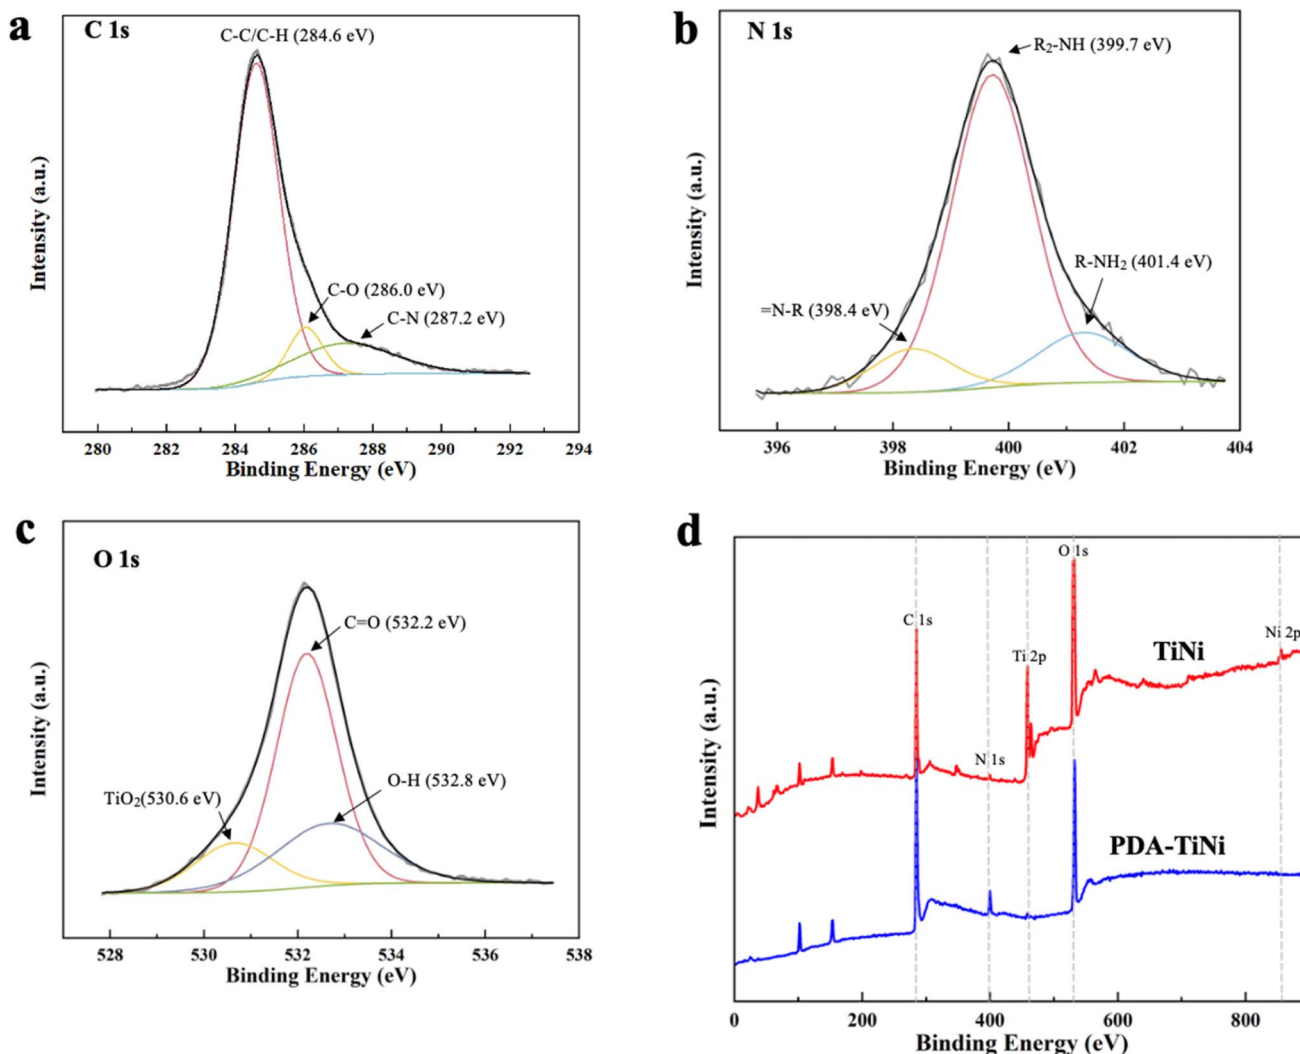 a
C 1s
C-C/C-H (284.6 eV)
C-O (286.0 eV)
C-N (287.2 eV)
Intensity (a.u.)
280 282 284 286 288 290 292 294
Binding Energy (eV)
b
N 1s
R₂-NH (399.7 eV)
R-NH₂ (401.4 eV)
=N-R (398.4 eV)
Intensity (a.u.)
396 398 400 402 404
Binding Energy (eV)
c
O 1s
C=O (532.2 eV)
O-H (532.8 eV)
TiO₂(530.6 eV)
Intensity (a.u.)
528 530 532 534 536 538
Binding Energy (eV)
d
O 1s
C 1s
Ni 2p
Ti 2p
TiNi
N 1s
PDA-TiNi
Intensity (a.u.)
0 200 400 600 800
Binding Energy (eV)